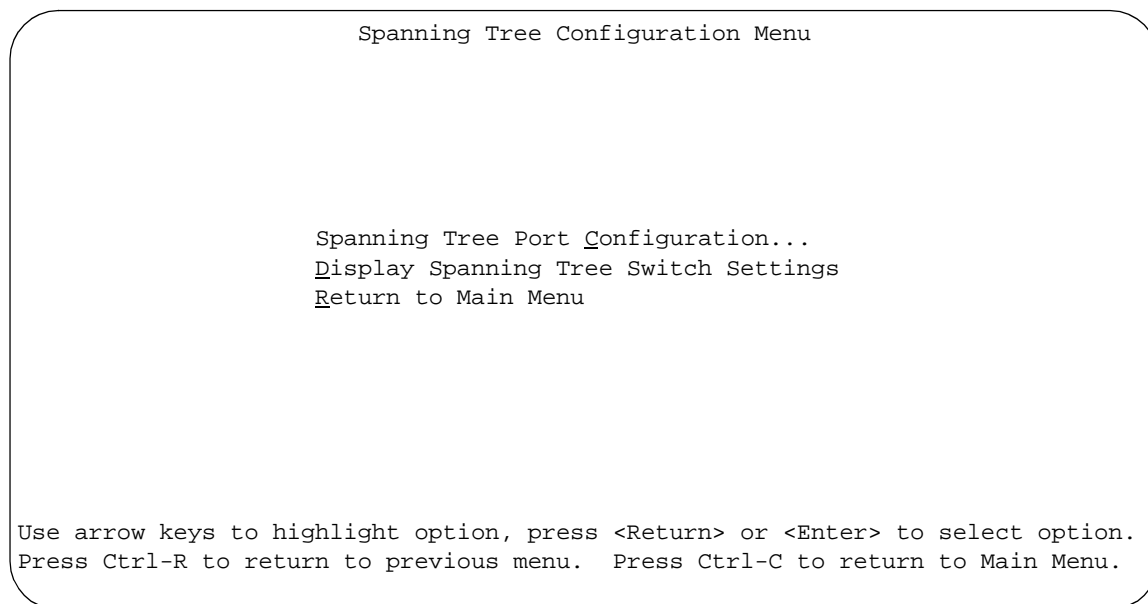 Spanning Tree Configuration Menu
Spanning Tree Port Configuration...
Display Spanning Tree Switch Settings
Return to Main Menu
Use arrow keys to highlight option, press <Return> or <Enter> to select option.
Press Ctrl-R to return to previous menu.  Press Ctrl-C to return to Main Menu.